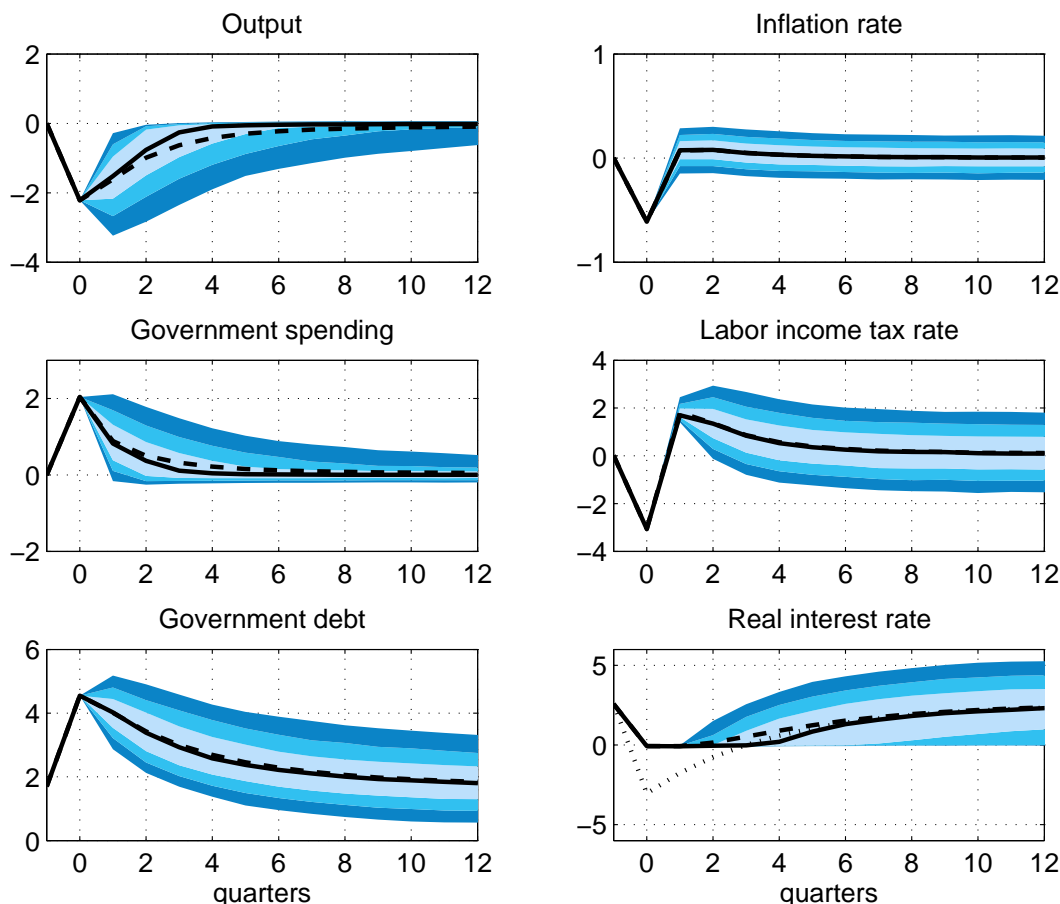 Output
2
0
−2
−4
0 2 4 6 8 10 12
Inflation rate
1
0
−1
0 2 4 6 8 10 12
Government spending
2
0
−2
0 2 4 6 8 10 12
Labor income tax rate
4
2
0
−2
−4
0 2 4 6 8 10 12
Government debt
6
4
2
0
0 2 4 6 8 10 12
quarters
Real interest rate
5
0
−5
0 2 4 6 8 10 12
quarters